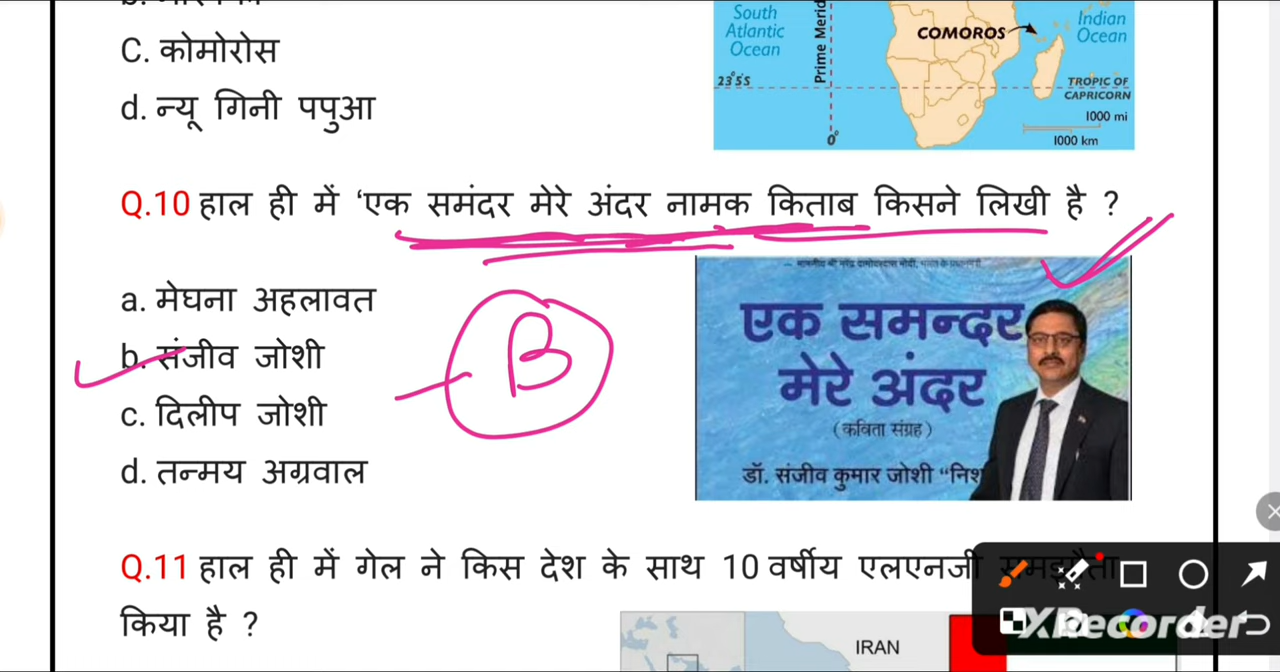 C. कोमोरोस
d. न्यू गिनी पपुआ
South
Atlantic
Ocean
Prime Merid
COMOROS
Indian
Ocean
23°5'S
TROPIC OF
CAPRICORN
1000 mi
0°
1000 km
Q.10 हाल ही में ‘एक समंदर मेरे अंदर नामक किताब किसने लिखी है ?
a. मेघना अहलावत
b. संजीव जोशी
c. दिलीप जोशी
d. तन्मय अग्रवाल
B
एक समन्दर
मेरे अंदर
(कविता संग्रह)
डॉ. संजीव कुमार जोशी “निश
Q.11 हाल ही में गेल ने किस देश के साथ 10 वर्षीय एलएनजी समझौता
किया है ?
IRAN
XRecorder